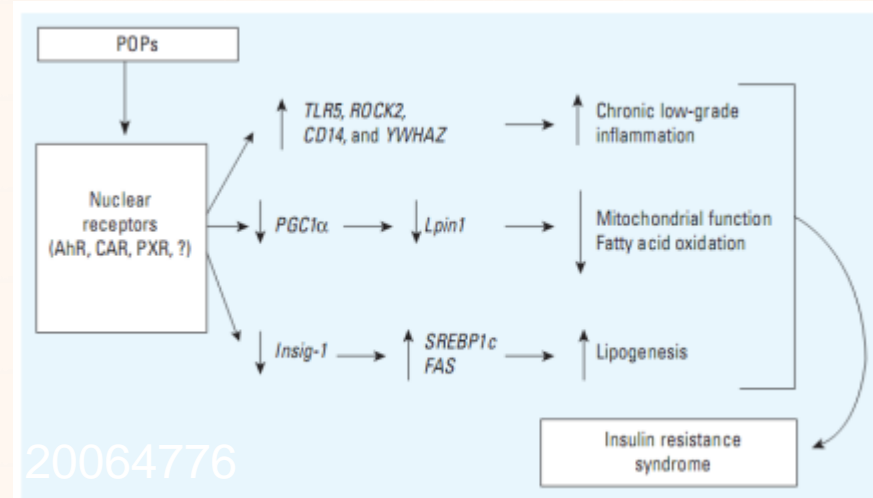 POPs
Nuclear
receptors
(AhR, CAR, PXR, ?)
TLR5, ROCK2,
CD14, and YWHAZ
Chronic low-grade
inflammation
PGC1α
Lpin1
Mitochondrial function
Fatty acid oxidation
Insig-1
SREBP1c
FAS
Lipogenesis
Insulin resistance
syndrome
20064776